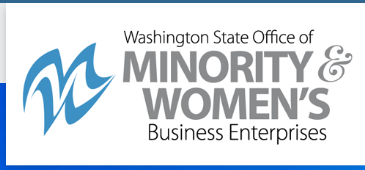 Washington State Office of
MINORITY &
WOMEN'S
Business Enterprises